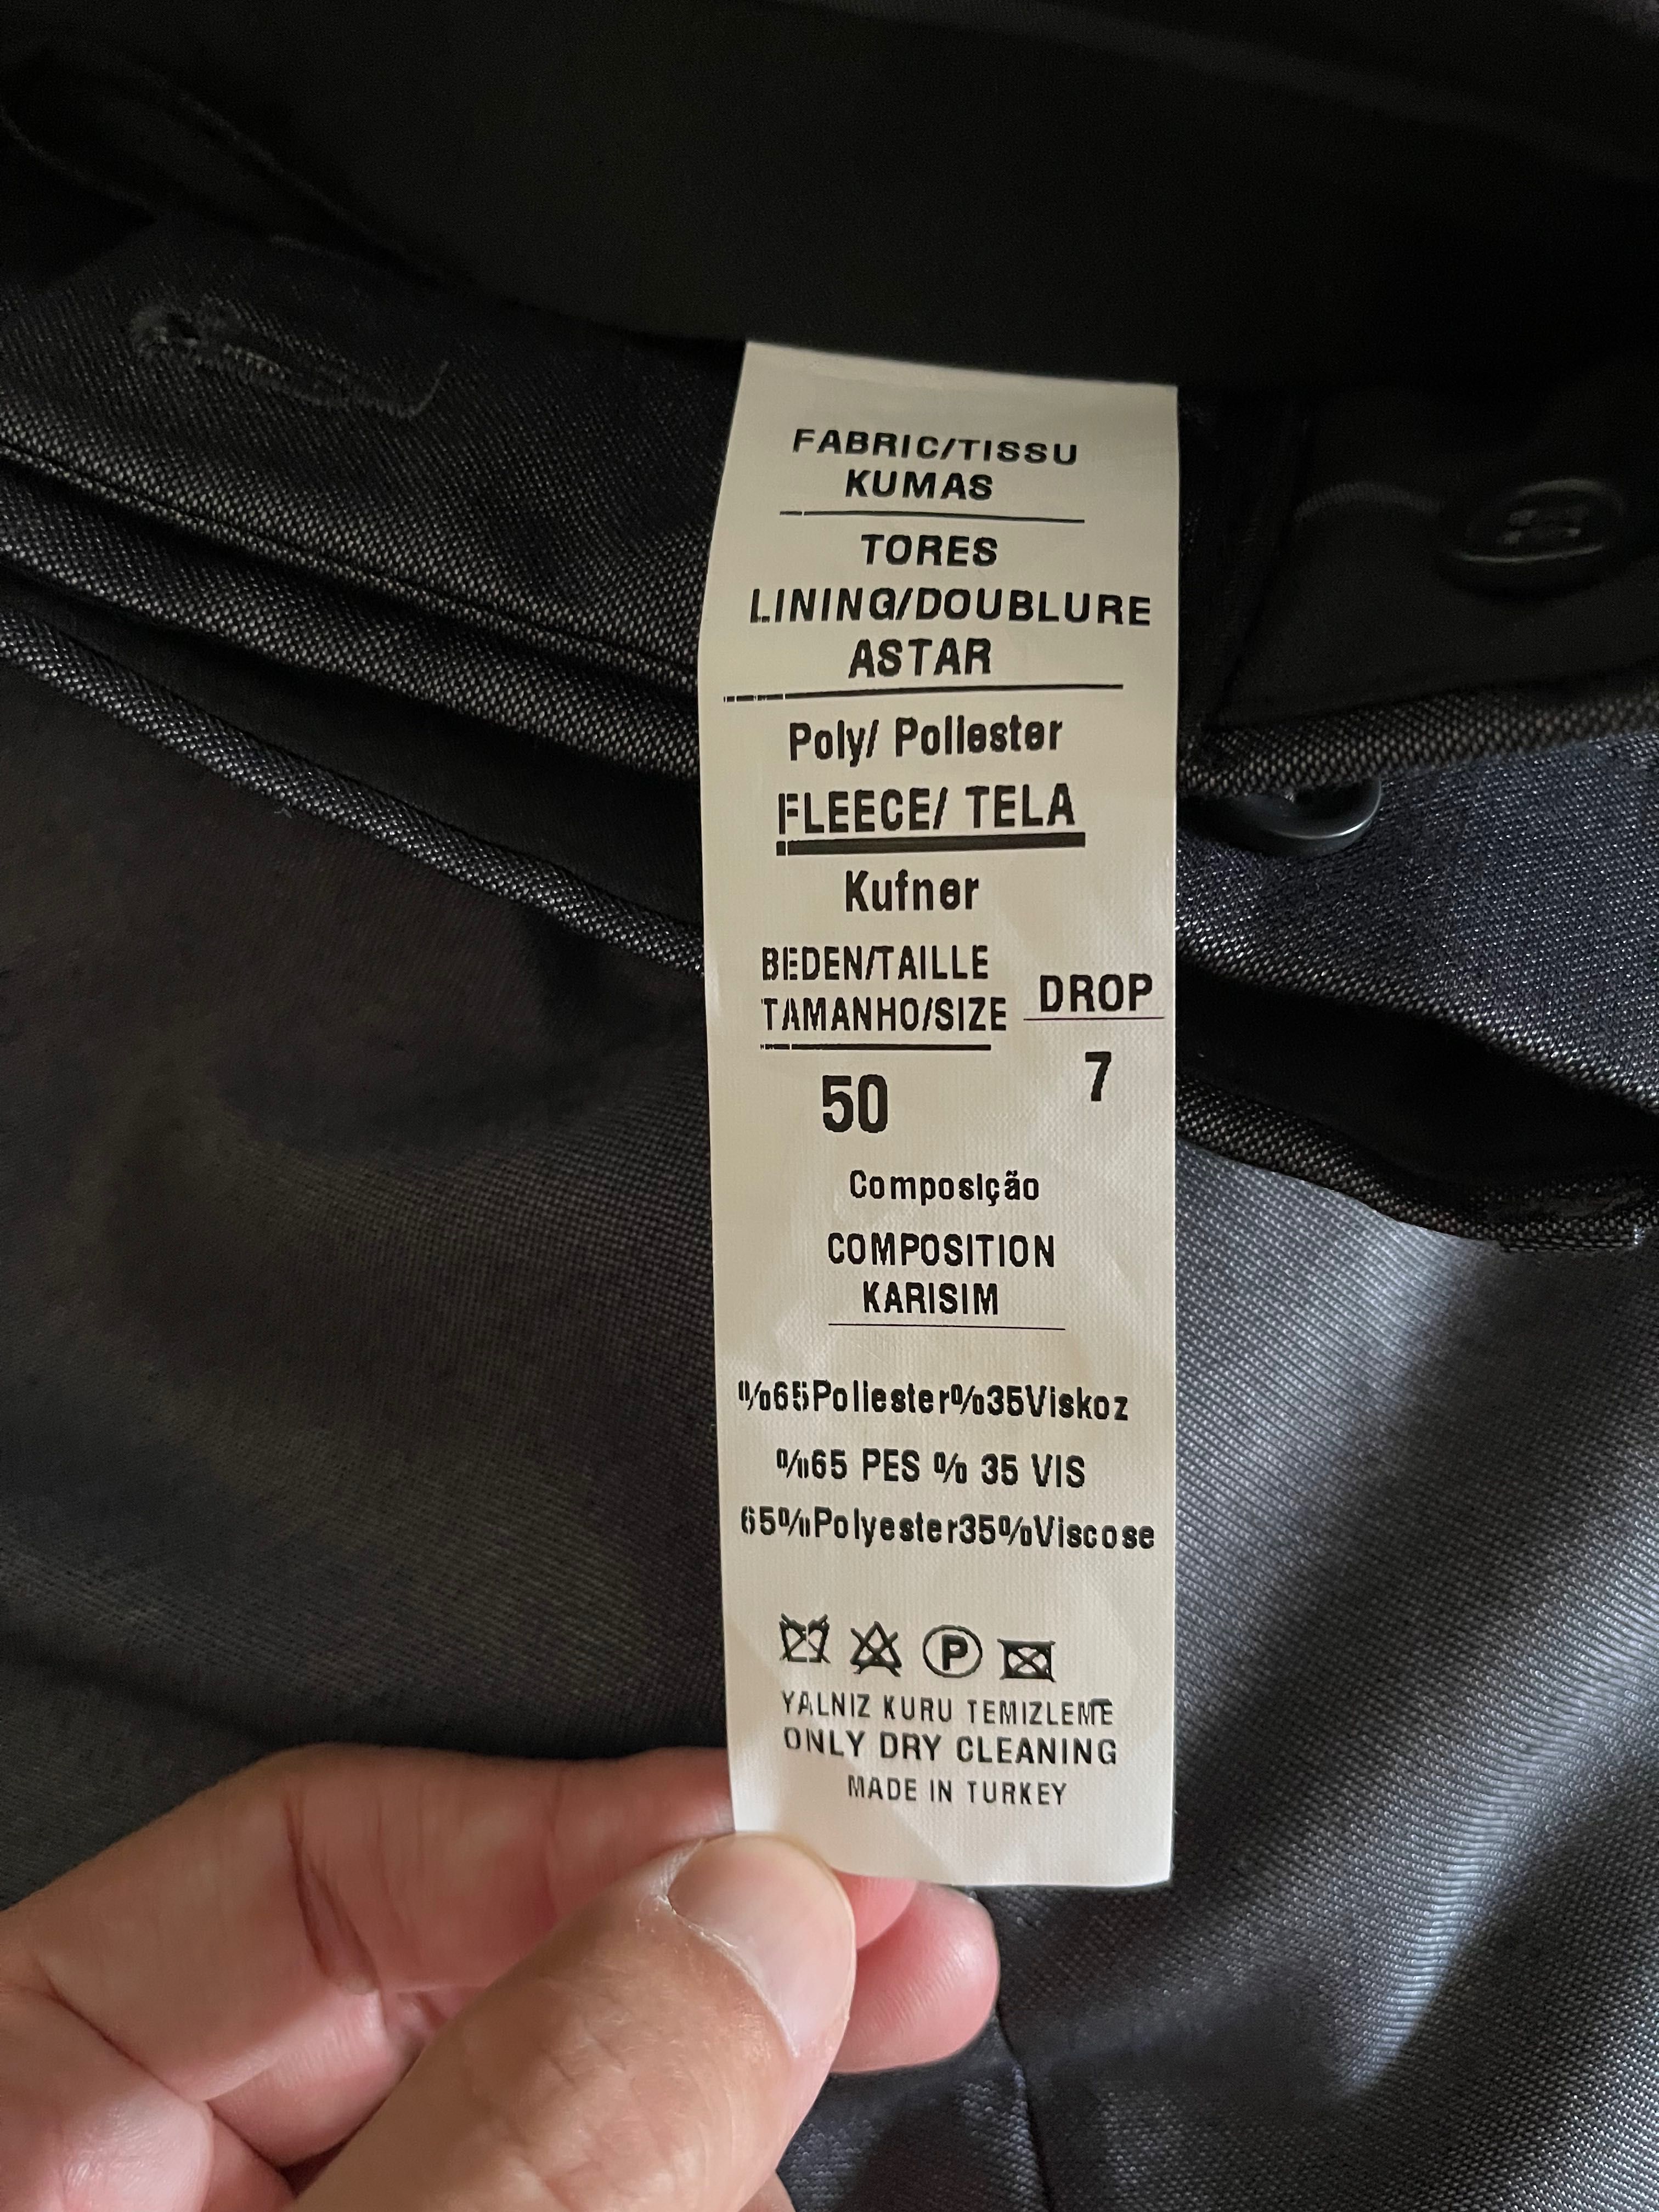 FABRIC/TISSU
KUMAS
TORES
LINING/DOUBLURE
ASTAR
Poly/ Poliester
FLEECE/ TELA
Kufner
BEDEN/TAILLE
TAMANHO/SIZE
DROP
50
7
Composição
COMPOSITION
KARISIM
%65Poliester%35Viskoz
%65 PES % 35 VIS
65%Polyester35%Viscose
P
YALNIZ KURU TEMIZLEME
ONLY DRY CLEANING
MADE IN TURKEY